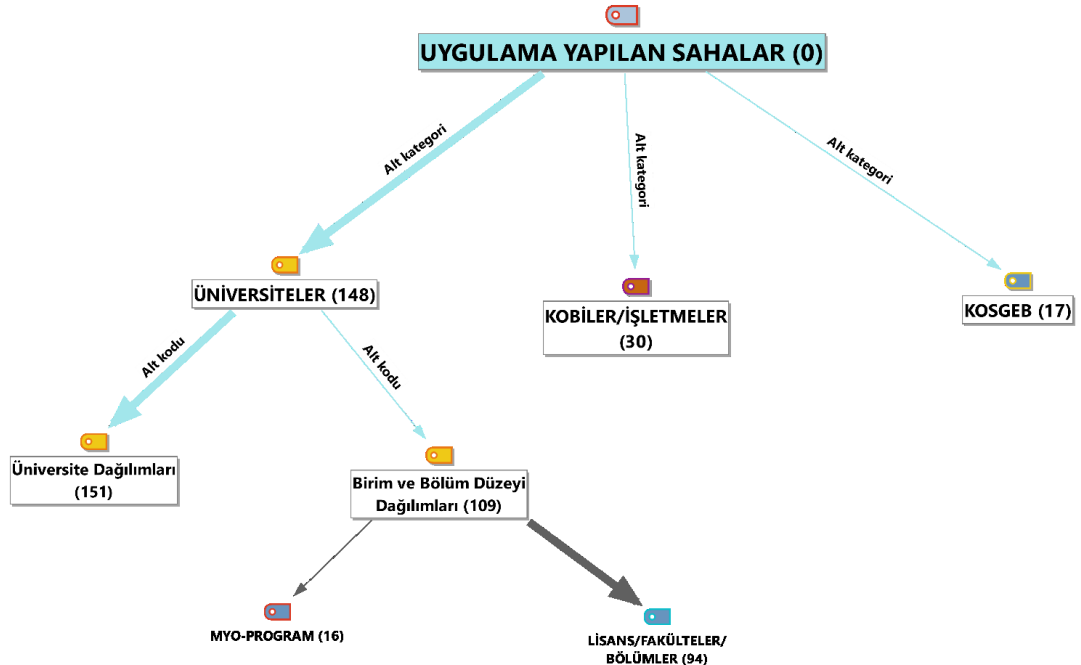 UYGULAMA YAPILAN SAHALAR (0)
Alt kategori
Alt kategori
Alt kategori
ÜNİVERSİTELER (148)
KOBİLER/İŞLETMELER
(30)
KOSGEB (17)
Alt kodu
Alt kodu
Üniversite Dağılımları
(151)
Birim ve Bölüm Düzeyi
Dağılımları (109)
MYO-PROGRAM (16)
LİSANS/FAKÜLTELER/
BÖLÜMLER (94)